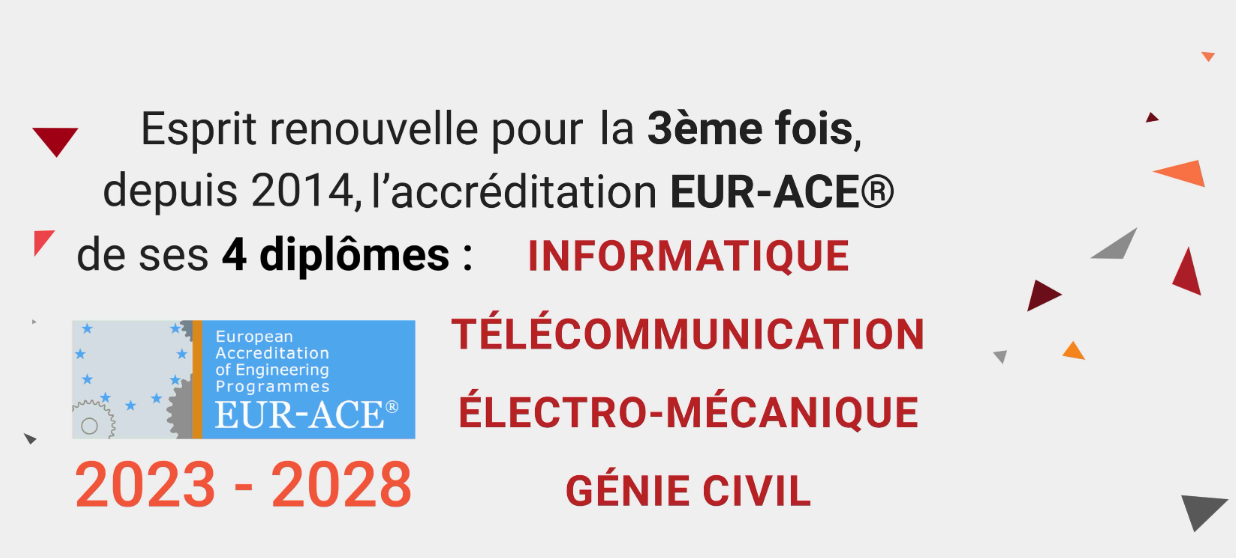 Esprit renouvelle pour la 3ème fois,
depuis 2014, l’accréditation EUR-ACE®
de ses 4 diplômes : INFORMATIQUE
TÉLÉCOMMUNICATION
ÉLECTRO-MÉCANIQUE
GÉNIE CIVIL
European
Accreditation
of Engineering
Programmes
EUR-ACE®
2023 - 2028